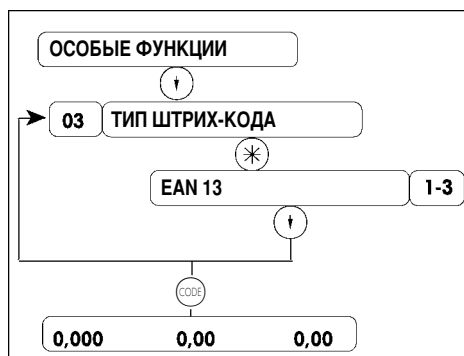 ОСОБЫЕ ФУНКЦИИ
03 ТИП ШТРИХ-КОДА
EAN 13 1-3
CODE
0,000 0,00 0,00